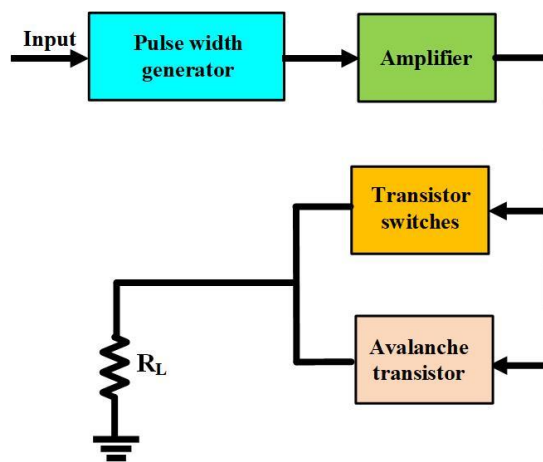 Input
Pulse width
generator
Amplifier
Transistor
switches
Avalanche
transistor
RL